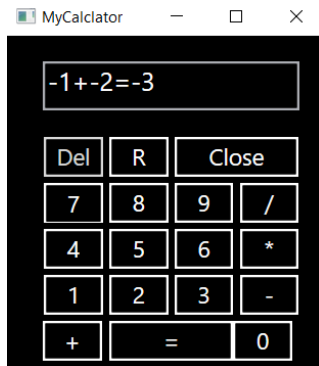 MyCalclator
-1+-2=-3
Del R Close
7 8 9 /
4 5 6 *
1 2 3 -
+ = 0